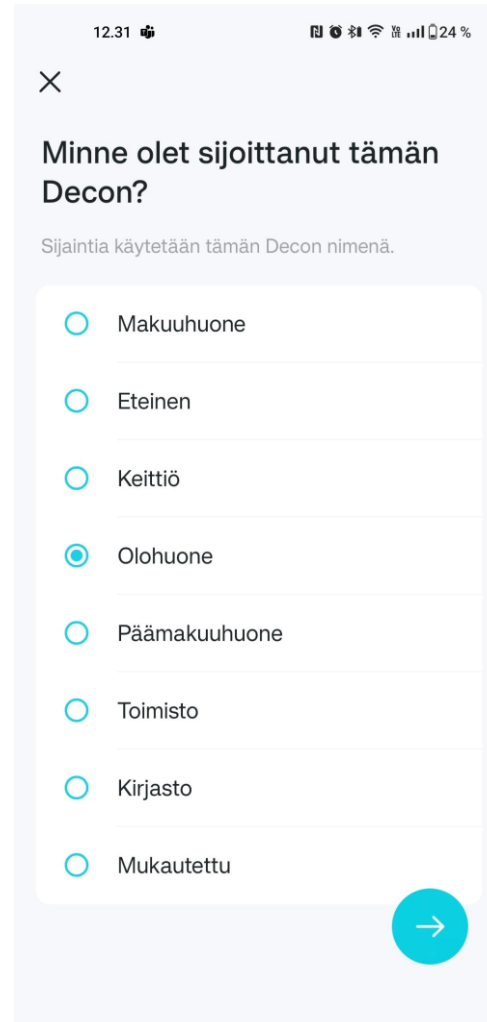 12.31
24 %
Minne olet sijoittanut tämän
Decon?
Sijaintia käytetään tämän Decon nimenä.
Makuuhuone
Eteinen
Keittiö
Olohuone
Päämakuuhuone
Toimisto
Kirjasto
Mukautettu